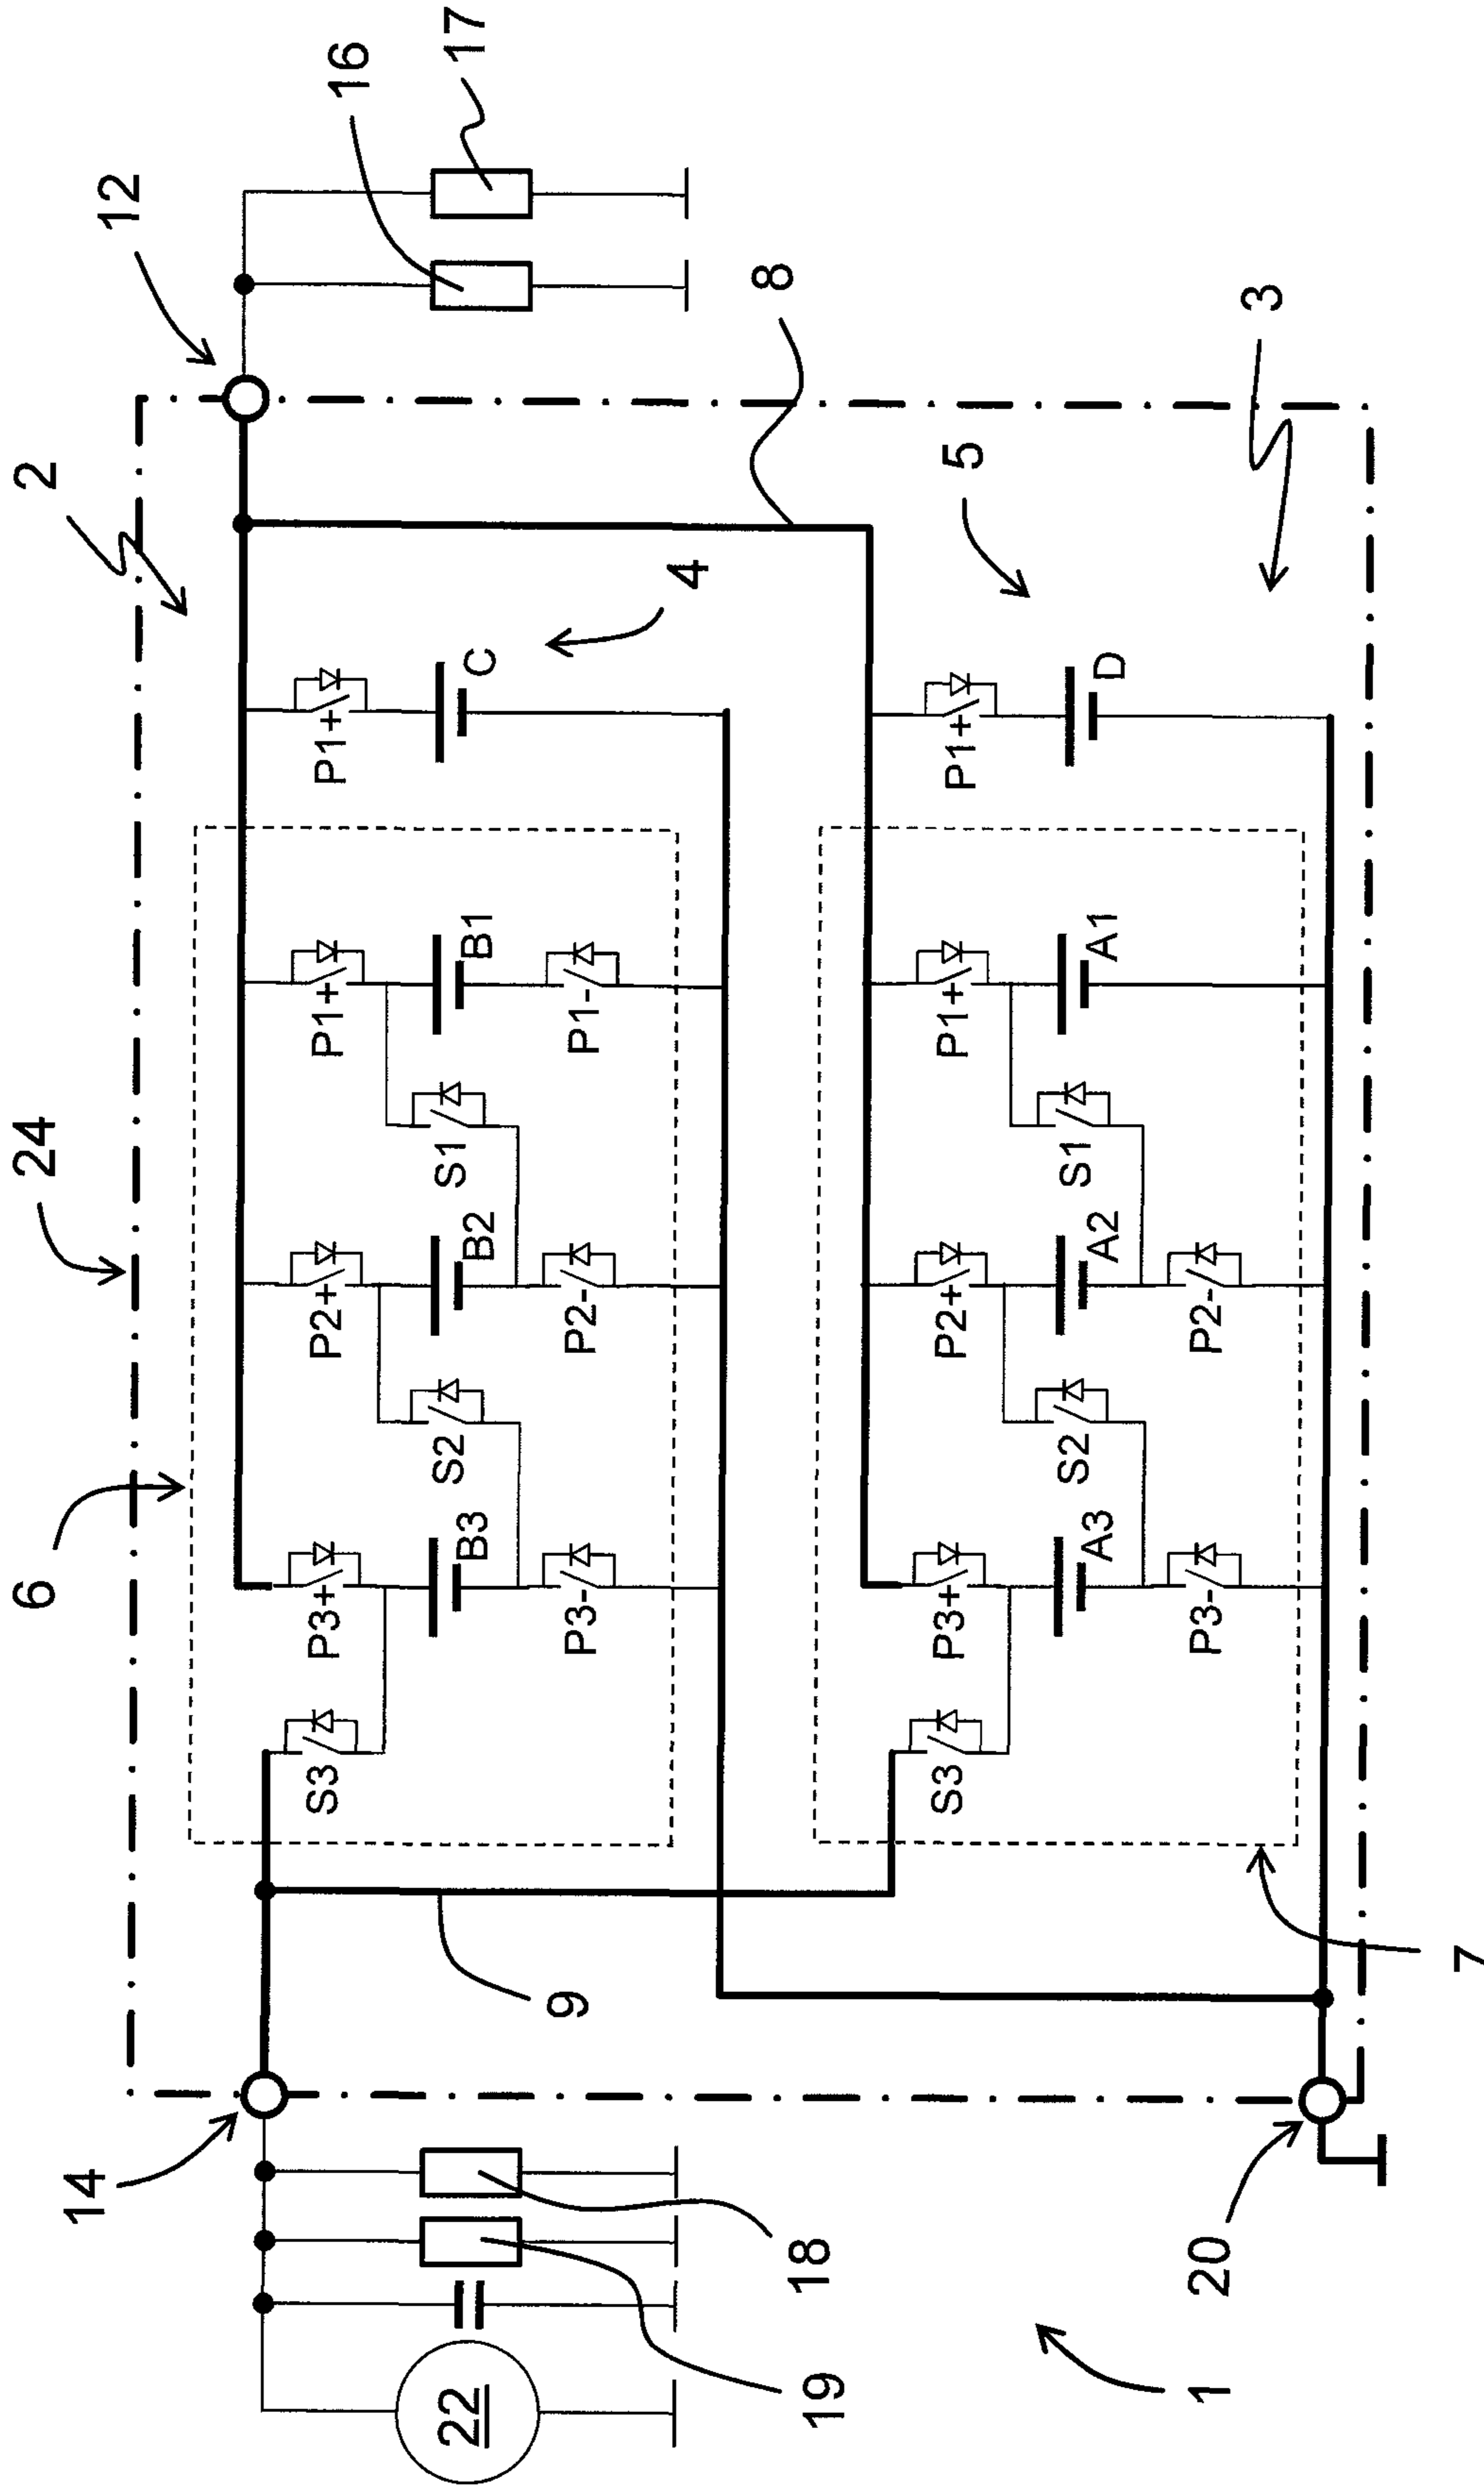 6
24
2
14
12
S3
P3+
P2+
P1+
P1+
16
22
B3
S2
B2
S1
B1
C
17
9
P3-
P2-
P1-
4
8
19
18
S3
P3+
P2+
P1+
P1+
5
A3
S2
A2
S1
A1
D
1
20
P3-
P2-
3
7